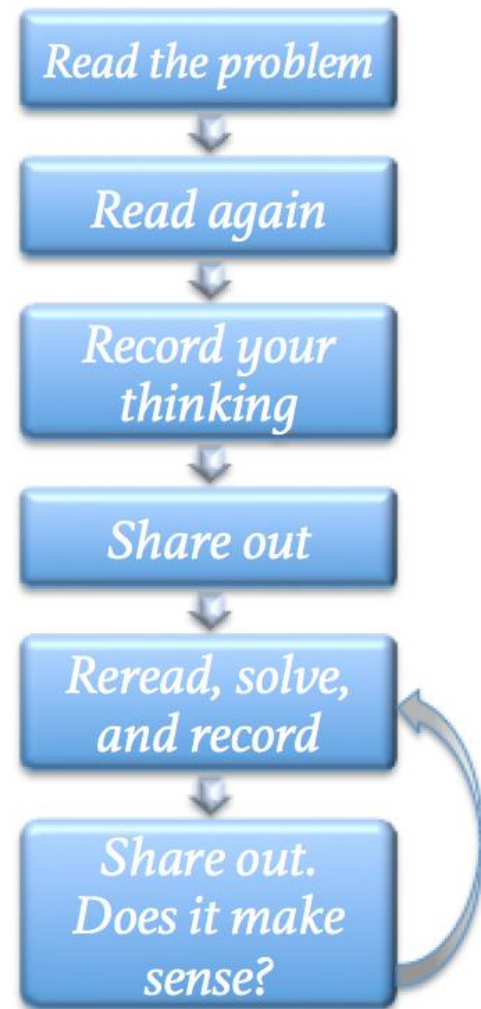 Read the problem
Read again
Record your
thinking
Share out
Reread, solve,
and record
Share out.
Does it make
sense?